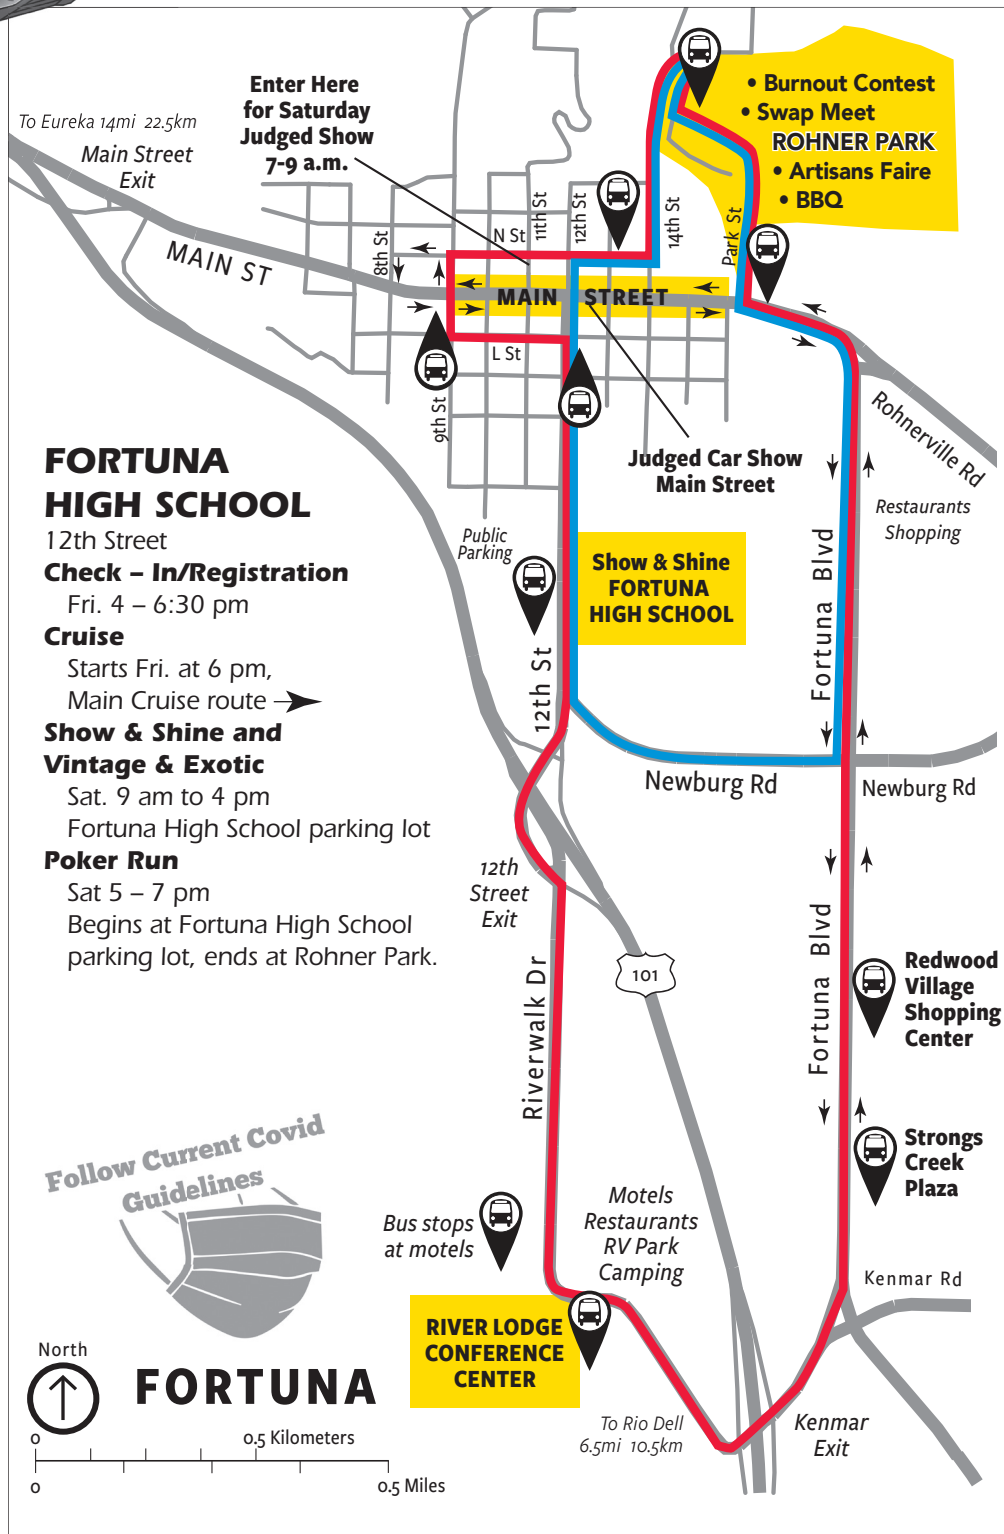 Enter Here
for Saturday
Judged Show
7-9 a.m.
To Eureka 14mi 22.5km
Main Street
Exit
• Burnout Contest
• Swap Meet
ROHNER PARK
• Artisans Faire
• BBQ
MAIN ST
8th St
N St
11th St
12th St
14th St
Park St
MAIN STREET
L St
9th St
Rohnerville Rd
Judged Car Show
Main Street
Restaurants
Shopping
FORTUNA
HIGH SCHOOL
12th Street
Check – In/Registration
Fri. 4 – 6:30 pm
Cruise
Starts Fri. at 6 pm,
Main Cruise route
Show & Shine and
Vintage & Exotic
Sat. 9 am to 4 pm
Fortuna High School parking lot
Poker Run
Sat 5 – 7 pm
Begins at Fortuna High School
parking lot, ends at Rohner Park.
Public
Parking
Show & Shine
FORTUNA
HIGH SCHOOL
12th St
Fortuna Blvd
Newburg Rd
Newburg Rd
12th
Street
Exit
101
Riverwalk Dr
Fortuna Blvd
Redwood
Village
Shopping
Center
Strongs
Creek
Plaza
Follow Current Covid
Guidelines
Bus stops
at motels
Motels
Restaurants
RV Park
Camping
Kenmar Rd
RIVER LODGE
CONFERENCE
CENTER
To Rio Dell
6.5mi 10.5km
Kenmar
Exit
North
FORTUNA
0 0.5 Kilometers
0 0.5 Miles